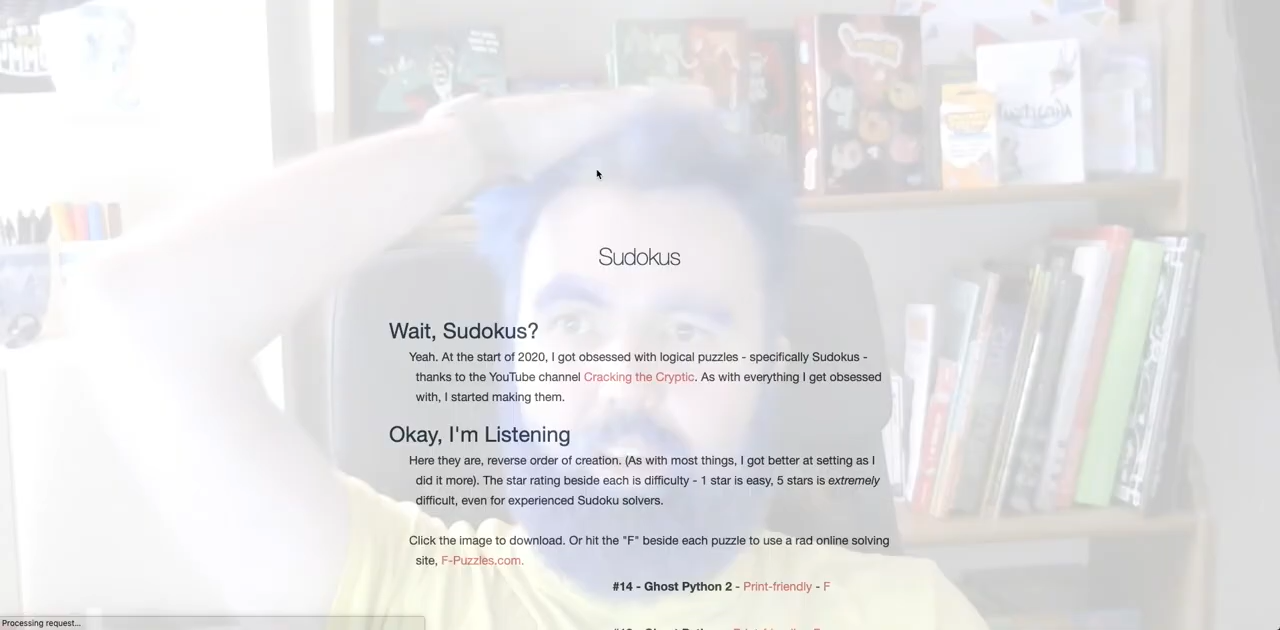 Sudokus
Wait, Sudokus?
Yeah. At the start of 2020, I got obsessed with logical puzzles - specifically Sudokus -
thanks to the YouTube channel Cracking the Cryptic. As with everything I get obsessed
with, I started making them.
Okay, I'm Listening
Here they are, reverse order of creation. (As with most things, I got better at setting as I
did it more). The star rating beside each is difficulty - 1 star is easy, 5 stars is extremely
difficult, even for experienced Sudoku solvers.
Click the image to download. Or hit the "F" beside each puzzle to use a rad online solving
site, F-Puzzles.com.
#14 - Ghost Python 2 - Print-friendly - F
Processing request...